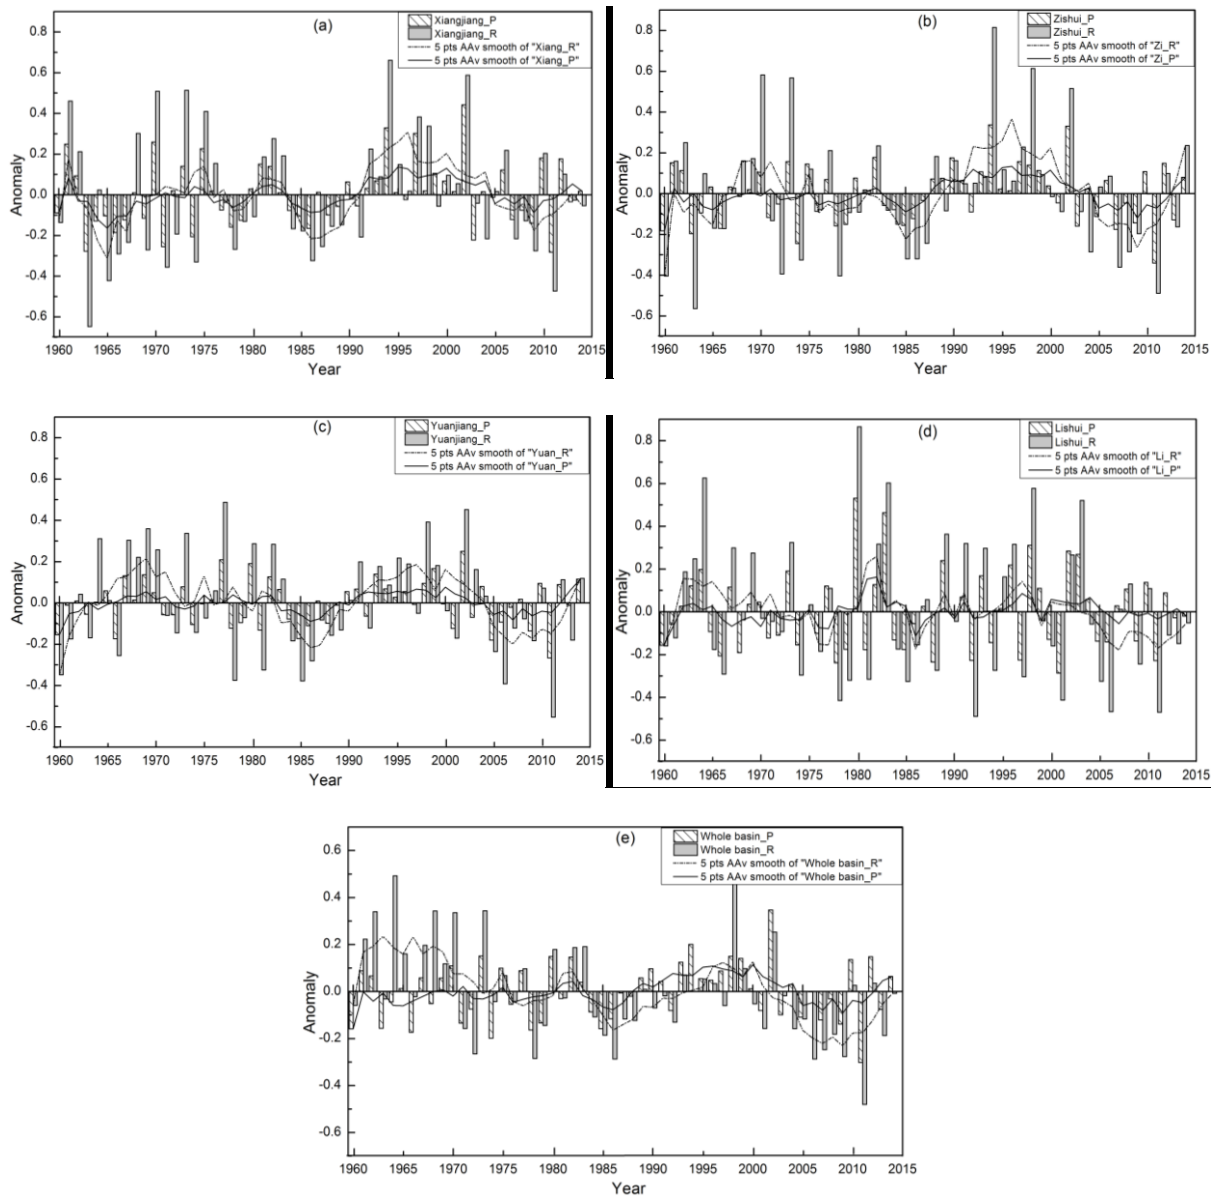 (a)
Xiangjiang_P
Xiangjiang_R
5 pts AAv smooth of "Xiang_R"
5 pts AAv smooth of "Xiang_P"
0.8
0.6
0.4
0.2
0.0
-0.2
-0.4
-0.6
Anomaly
1960 1965 1970 1975 1980 1985 1990 1995 2000 2005 2010 2015
Year
(b)
Zishui_P
Zishui_R
5 pts AAv smooth of "Zi_R"
5 pts AAv smooth of "Zi_P"
0.8
0.6
0.4
0.2
0.0
-0.2
-0.4
-0.6
Anomaly
1960 1965 1970 1975 1980 1985 1990 1995 2000 2005 2010 2015
Year
(c)
Yuanjiang_P
Yuanjiang_R
5 pts AAv smooth of "Yuan_R"
5 pts AAv smooth of "Yuan_P"
0.8
0.6
0.4
0.2
0.0
-0.2
-0.4
-0.6
Anomaly
1960 1965 1970 1975 1980 1985 1990 1995 2000 2005 2010 2015
Year
(d)
Lishui_P
Lishui_R
5 pts AAv smooth of "Li_R"
5 pts AAv smooth of "Li_P"
0.8
0.6
0.4
0.2
0.0
-0.2
-0.4
-0.6
Anomaly
1960 1965 1970 1975 1980 1985 1990 1995 2000 2005 2010 2015
(e)
Whole basin_P
Whole basin_R
5 pts AAv smooth of "Whole basin_R"
5 pts AAv smooth of "Whole basin_P"
0.6
0.4
0.2
0.0
-0.2
-0.4
-0.6
Anomaly
1960 1965 1970 1975 1980 1985 1990 1995 2000 2005 2010 2015
Year